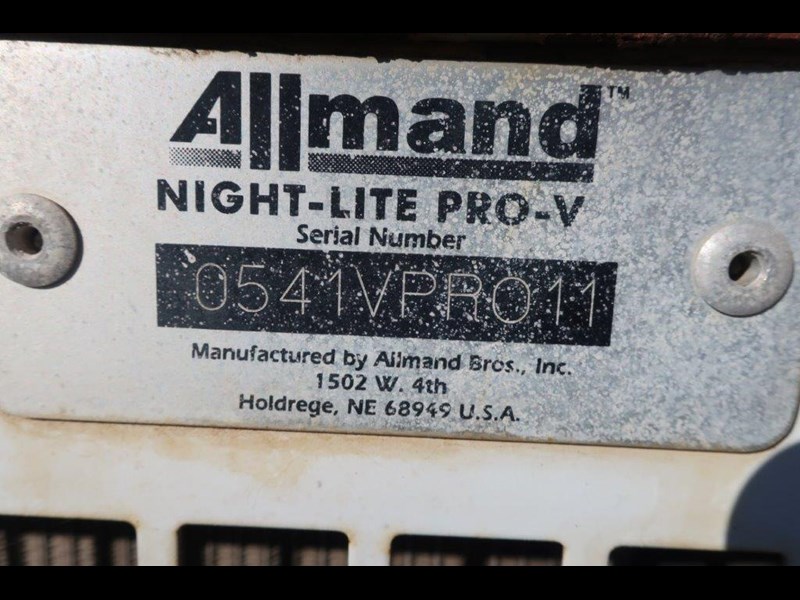 Allmand™
NIGHT-LITE PRO-V
Serial Number
0541VPRO11
Manufactured by Allmand Bros., Inc.
1502 W. 4th
Holdrege, NE 68949 U.S.A.